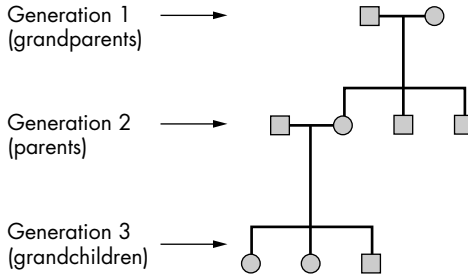 Generation 1
(grandparents)
Generation 2
(parents)
Generation 3
(grandchildren)